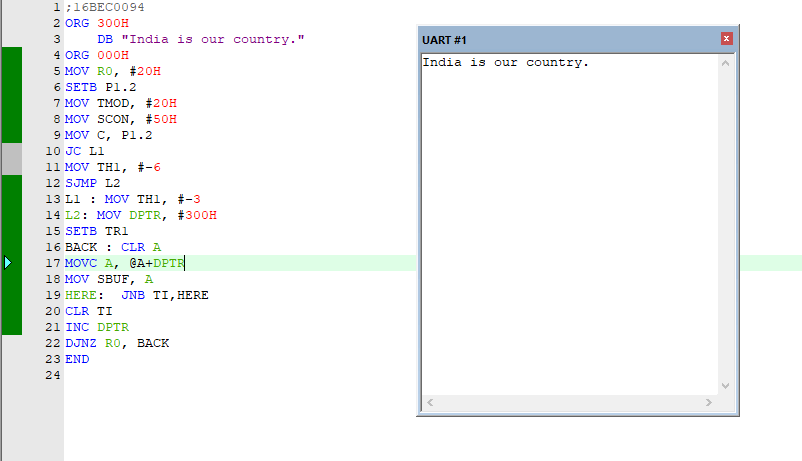 1 ;16BEC0094
2 ORG 300H
3     DB "India is our country."
4 ORG 000H
5 MOV R0, #20H
6 SETB P1.2
7 MOV TMOD, #20H
8 MOV SCON, #50H
9 MOV C, P1.2
10 JC L1
11 MOV TH1, #-6
12 SJMP L2
13 L1 : MOV TH1, #-3
14 L2: MOV DPTR, #300H
15 SETB TR1
16 BACK : CLR A
17 MOVC A, @A+DPTR
18 MOV SBUF, A
19 HERE:  JNB TI,HERE
20 CLR TI
21 INC DPTR
22 DJNZ R0, BACK
23 END
24
UART #1
India is our country.